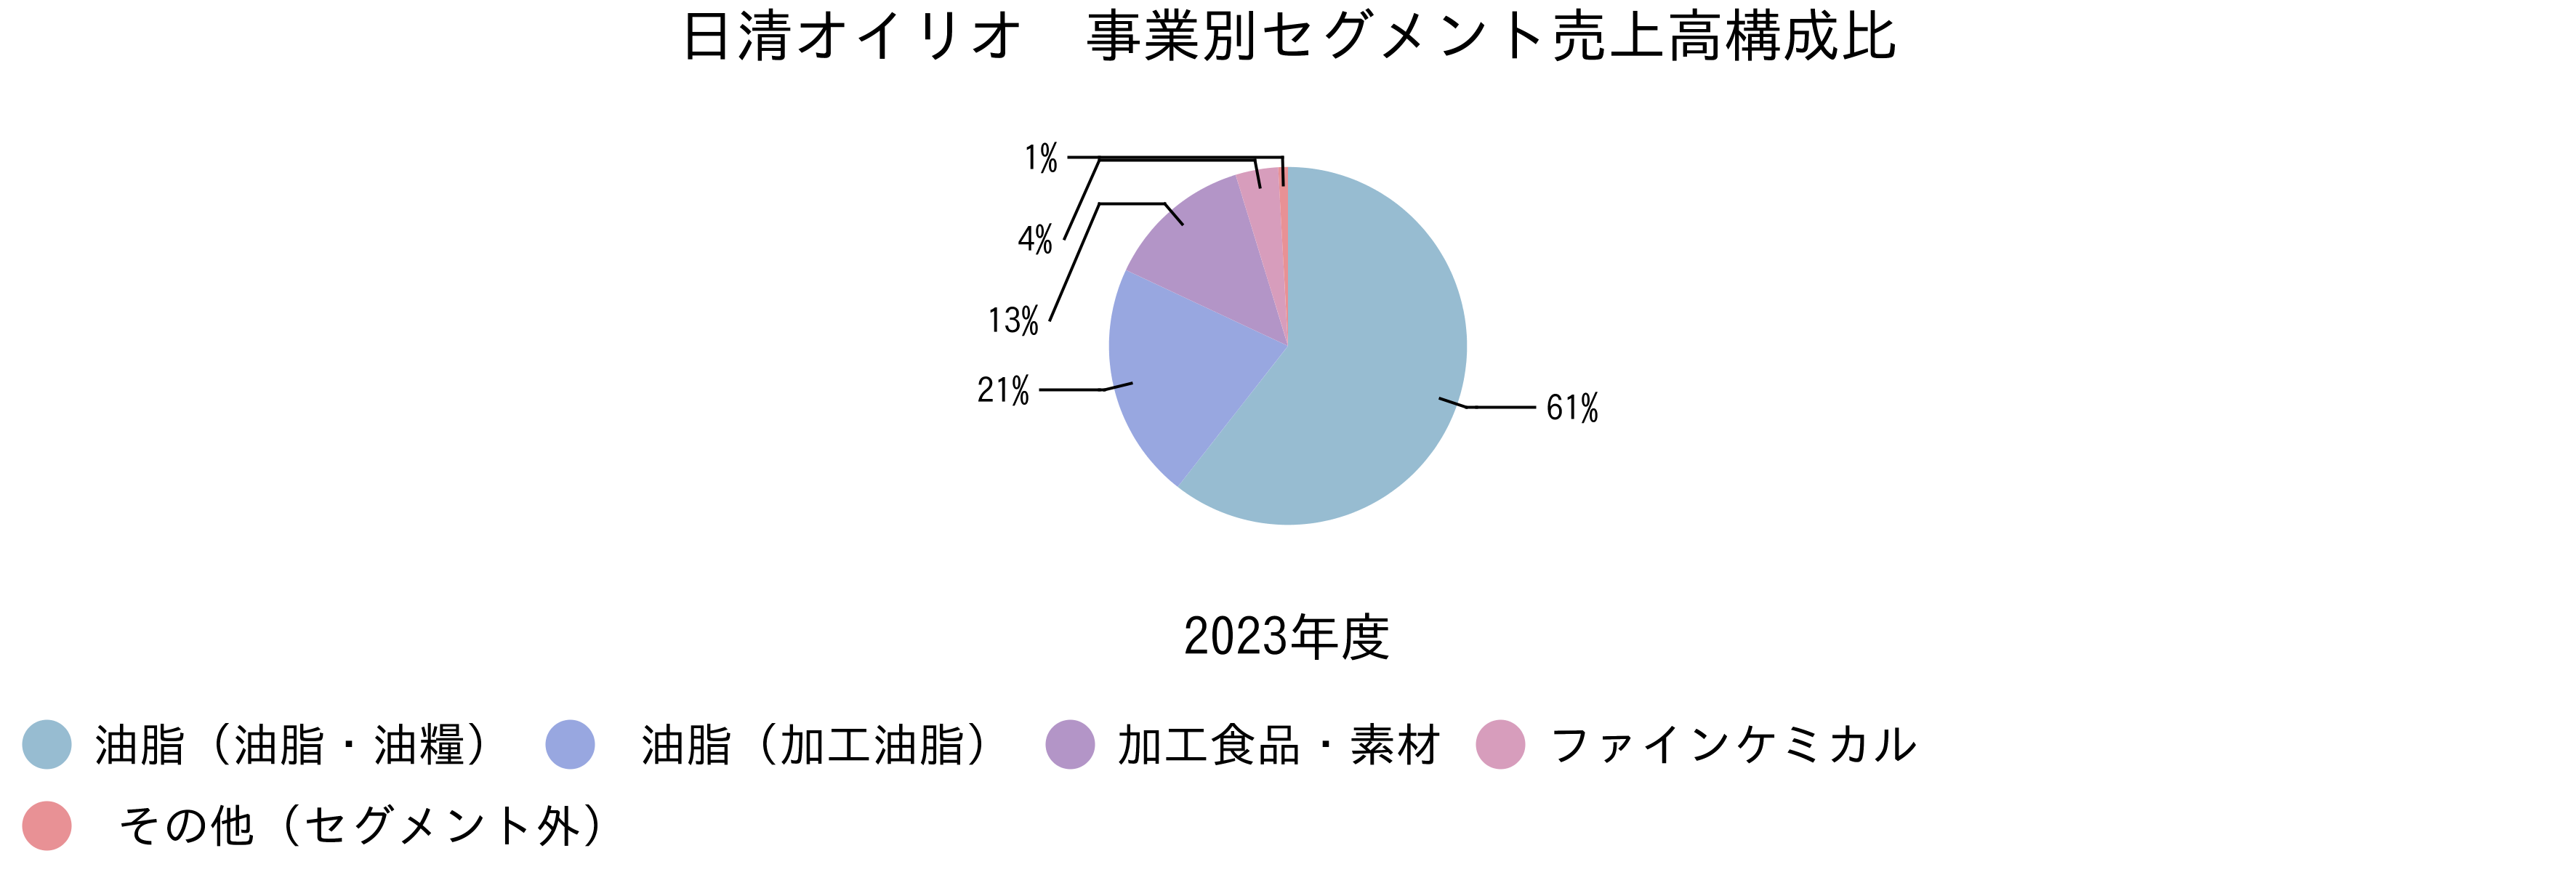 日清オイリオ　事業別セグメント売上高構成比
1%
4%
13%
21%
61%
2023年度
油脂（油脂・油糧）
油脂（加工油脂）
加工食品・素材
ファインケミカル
その他（セグメント外）